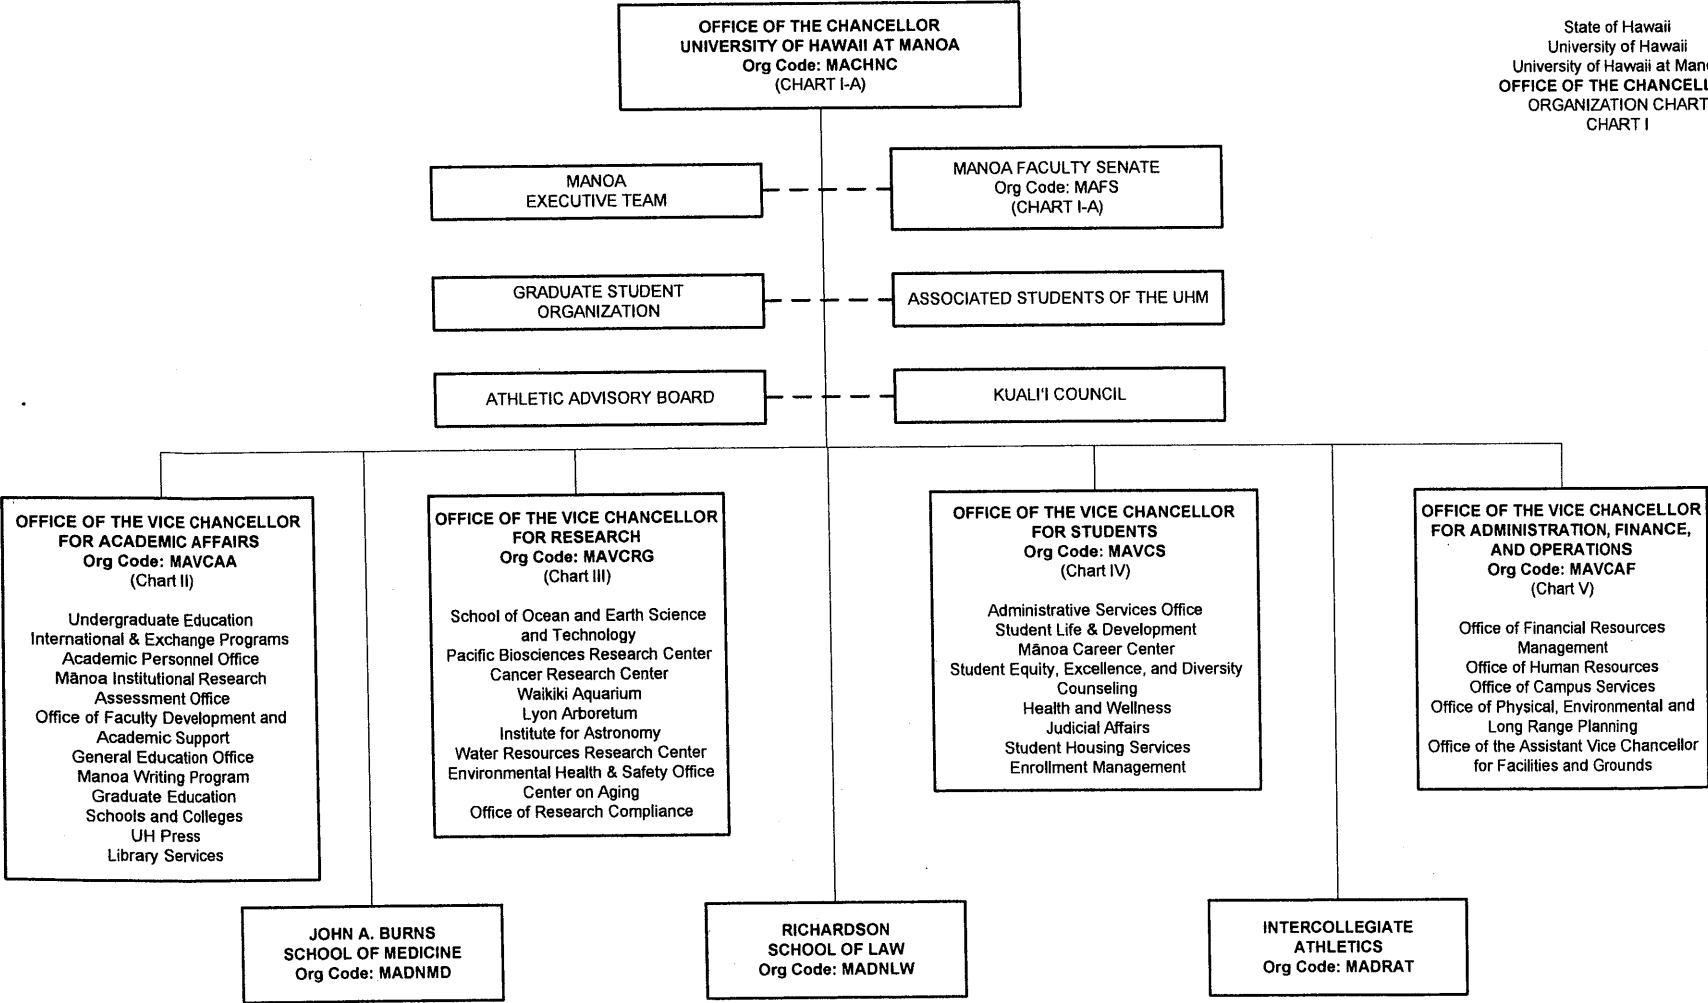 OFFICE OF THE CHANCELLOR
UNIVERSITY OF HAWAII AT MANOA
Org Code: MACHNC
(CHART I-A)
State of Hawaii
University of Hawaii
University of Hawaii at Mano
OFFICE OF THE CHANCELL
ORGANIZATION CHART
CHART I
MANOA
EXECUTIVE TEAM
MANOA FACULTY SENATE
Org Code: MAFS
(CHART I-A)
GRADUATE STUDENT
ORGANIZATION
ASSOCIATED STUDENTS OF THE UHM
ATHLETIC ADVISORY BOARD
KUALI'I COUNCIL
OFFICE OF THE VICE CHANCELLOR
FOR ACADEMIC AFFAIRS
Org Code: MAVCAA
(Chart II)
Undergraduate Education
International & Exchange Programs
Academic Personnel Office
Mānoa Institutional Research
Assessment Office
Office of Faculty Development and
Academic Support
General Education Office
Manoa Writing Program
Graduate Education
Schools and Colleges
UH Press
Library Services
OFFICE OF THE VICE CHANCELLOR
FOR RESEARCH
Org Code: MAVCRG
(Chart III)
School of Ocean and Earth Science
and Technology
Pacific Biosciences Research Center
Cancer Research Center
Waikiki Aquarium
Lyon Arboretum
Institute for Astronomy
Water Resources Research Center
Environmental Health & Safety Office
Center on Aging
Office of Research Compliance
OFFICE OF THE VICE CHANCELLOR
FOR STUDENTS
Org Code: MAVCS
(Chart IV)
Administrative Services Office
Student Life & Development
Mānoa Career Center
Student Equity, Excellence, and Diversity
Counseling
Health and Wellness
Judicial Affairs
Student Housing Services
Enrollment Management
OFFICE OF THE VICE CHANCELLOR
FOR ADMINISTRATION, FINANCE,
AND OPERATIONS
Org Code: MAVCAF
(Chart V)
Office of Financial Resources
Management
Office of Human Resources
Office of Campus Services
Office of Physical, Environmental and
Long Range Planning
Office of the Assistant Vice Chancellor
for Facilities and Grounds
JOHN A. BURNS
SCHOOL OF MEDICINE
Org Code: MADNMD
RICHARDSON
SCHOOL OF LAW
Org Code: MADNLW
INTERCOLLEGIATE
ATHLETICS
Org Code: MADRAT